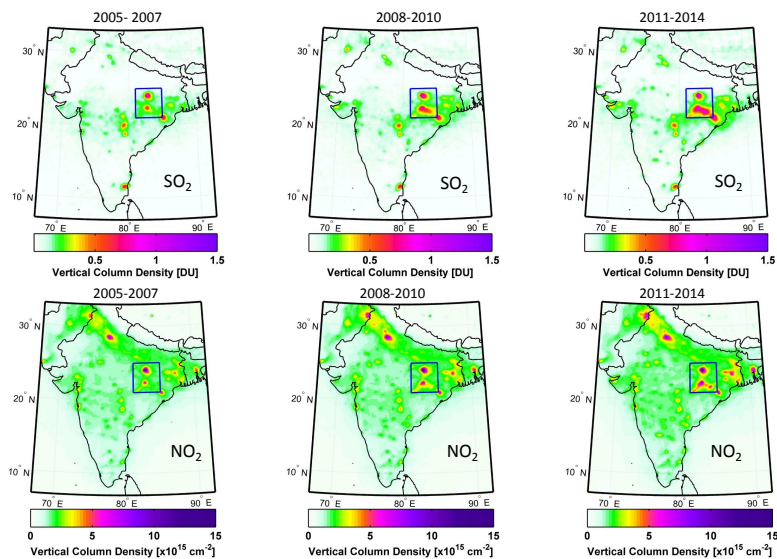 2005- 2007 2008-2010 2011-2014
30° N 30° N 30° N
20° N 20° N 20° N
10° N 10° N 10° N
SO2 SO2 SO2
70° E 80° E 90° E 70° E 80° E 90° E 70° E 80° E 90° E
0.5 1 1.5 0.5 1 1.5 0.5 1 1.5
Vertical Column Density [DU] Vertical Column Density [DU] Vertical Column Density [DU]
2005-2007 2008-2010 2011-2014
30° N 30° N 30° N
20° N 20° N 20° N
10° N 10° N 10° N
NO2 NO2 NO2
70° E 80° E 90° E 70° E 80° E 90° E 70° E 80° E 90° E
0 5 10 15 0 5 10 15 0 5 10 15
Vertical Column Density [x10^15 cm^-2] Vertical Column Density [x10^15 cm^-2] Vertical Column Density [x10^15 cm^-2]